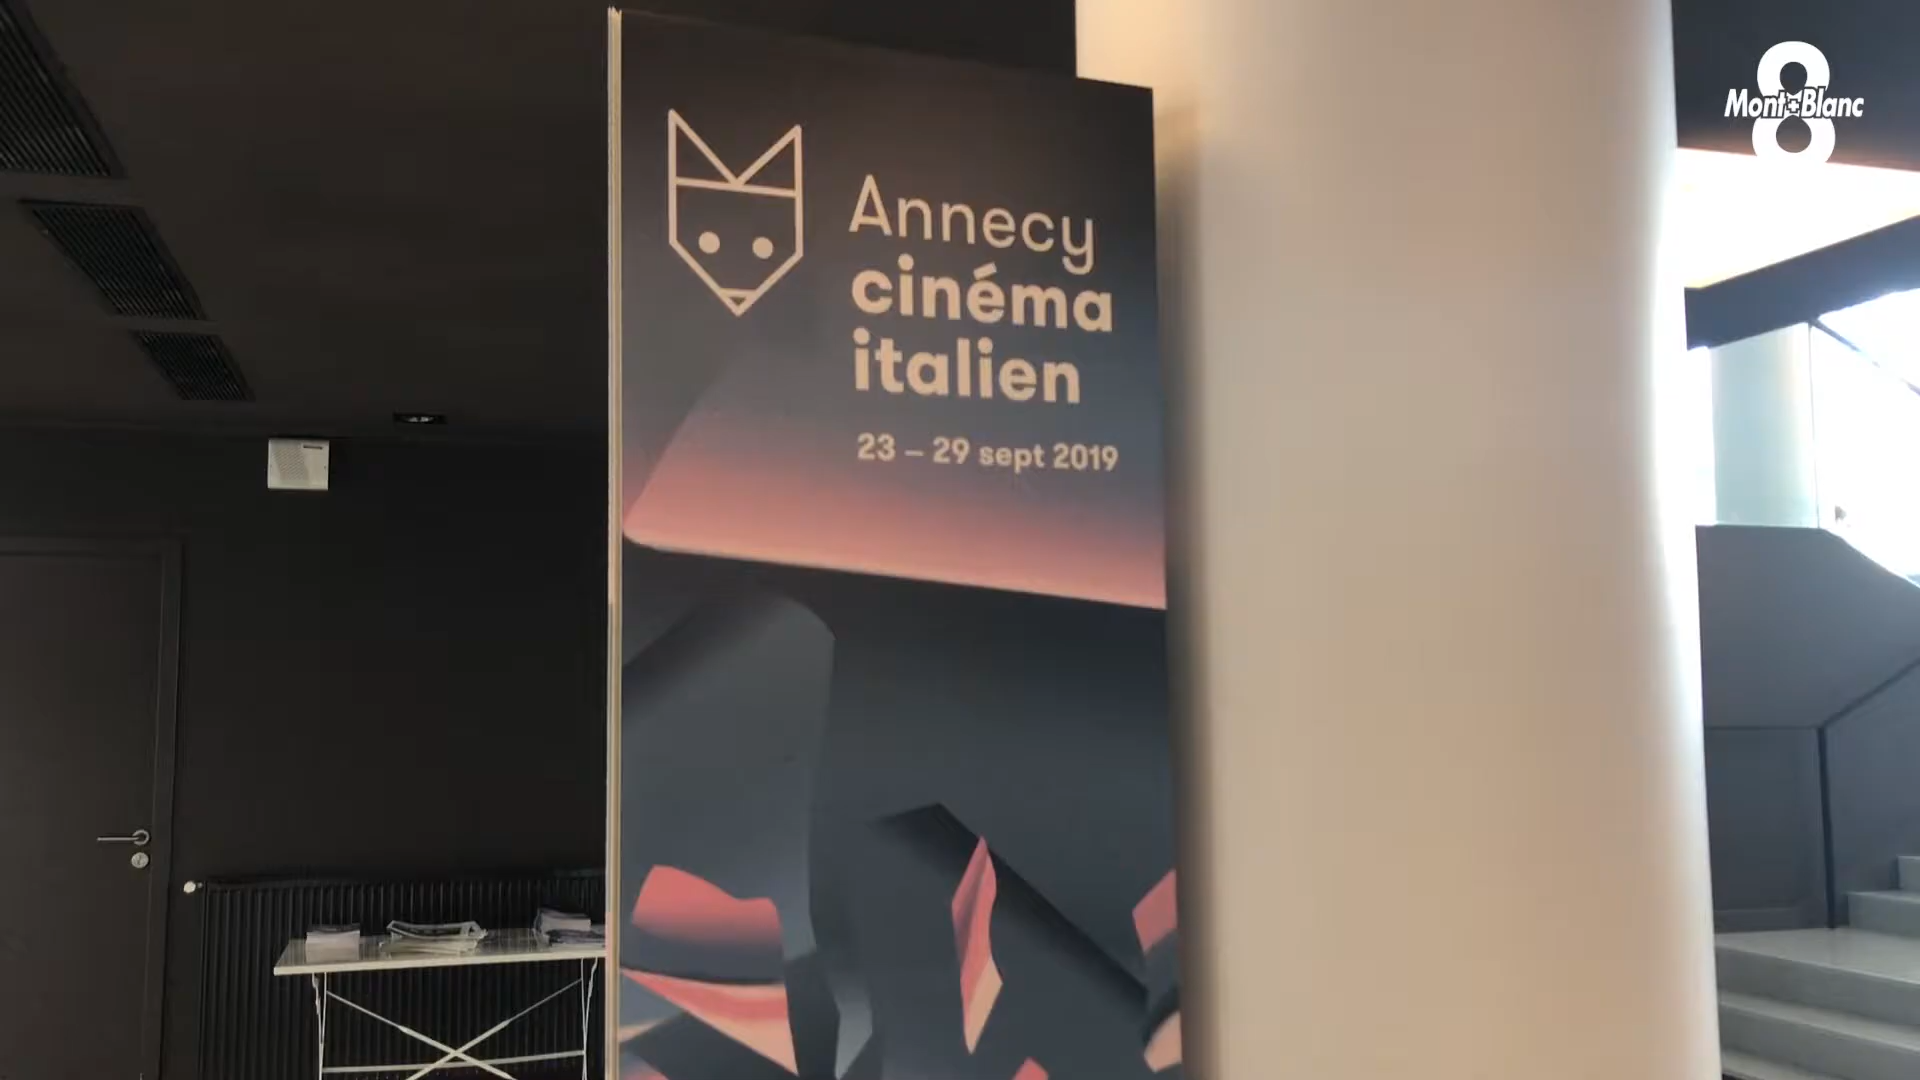 Annecy
cinéma
italien
23 – 29 sept 2019
8
Mont Blanc